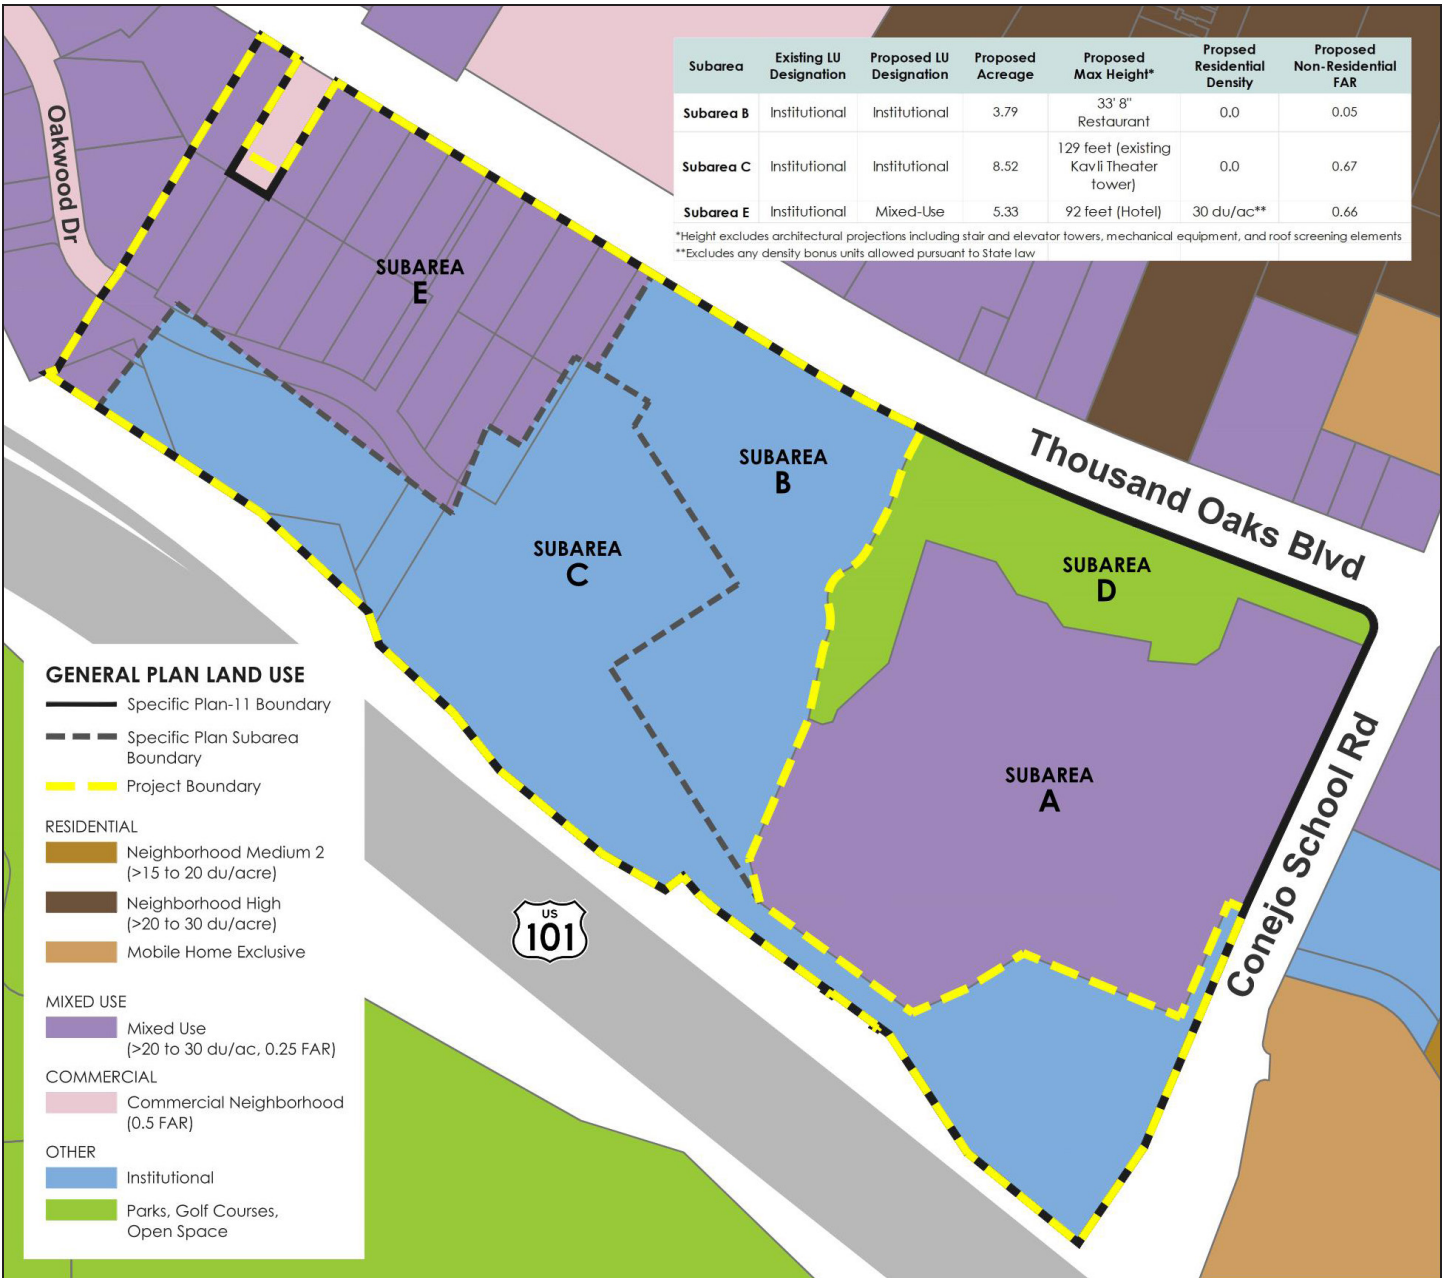 Subarea
Existing LU
Designation
Proposed LU
Designation
Proposed
Acreage
Proposed
Max Height*
Propsed
Residential
Density
Proposed
Non-Residential
FAR
Subarea B
Institutional
Institutional
3.79
33' 8"
Restaurant
0.0
0.05
Subarea C
Institutional
Institutional
8.52
129 feet (existing
Kavli Theater
tower)
0.0
0.67
Subarea E
Institutional
Mixed-Use
5.33
92 feet (Hotel)
30 du/ac**
0.66
*Height excludes architectural projections including stair and elevator towers, mechanical equipment, and roof screening elements
**Excludes any density bonus units allowed pursuant to State law
Oakwood Dr
SUBAREA
E
SUBAREA
B
Thousand Oaks Blvd
SUBAREA
C
SUBAREA
D
SUBAREA
A
Conejo School Rd
US
101
GENERAL PLAN LAND USE
Specific Plan-11 Boundary
Specific Plan Subarea
Boundary
Project Boundary
RESIDENTIAL
Neighborhood Medium 2
(>15 to 20 du/acre)
Neighborhood High
(>20 to 30 du/acre)
Mobile Home Exclusive
MIXED USE
Mixed Use
(>20 to 30 du/ac, 0.25 FAR)
COMMERCIAL
Commercial Neighborhood
(0.5 FAR)
OTHER
Institutional
Parks, Golf Courses,
Open Space